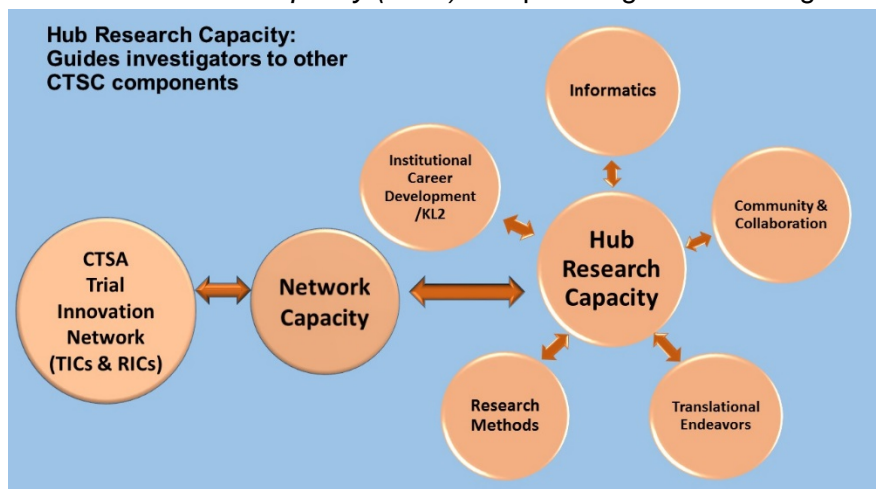 Hub Research Capacity:
Guides investigators to other
CTSC components
Informatics
Institutional
Career
Development
/KL2
Community &
Collaboration
Hub
Research
Capacity
CTSA
Trial
Innovation
Network
(TICs & RICs)
Network
Capacity
Research
Methods
Translational
Endeavors